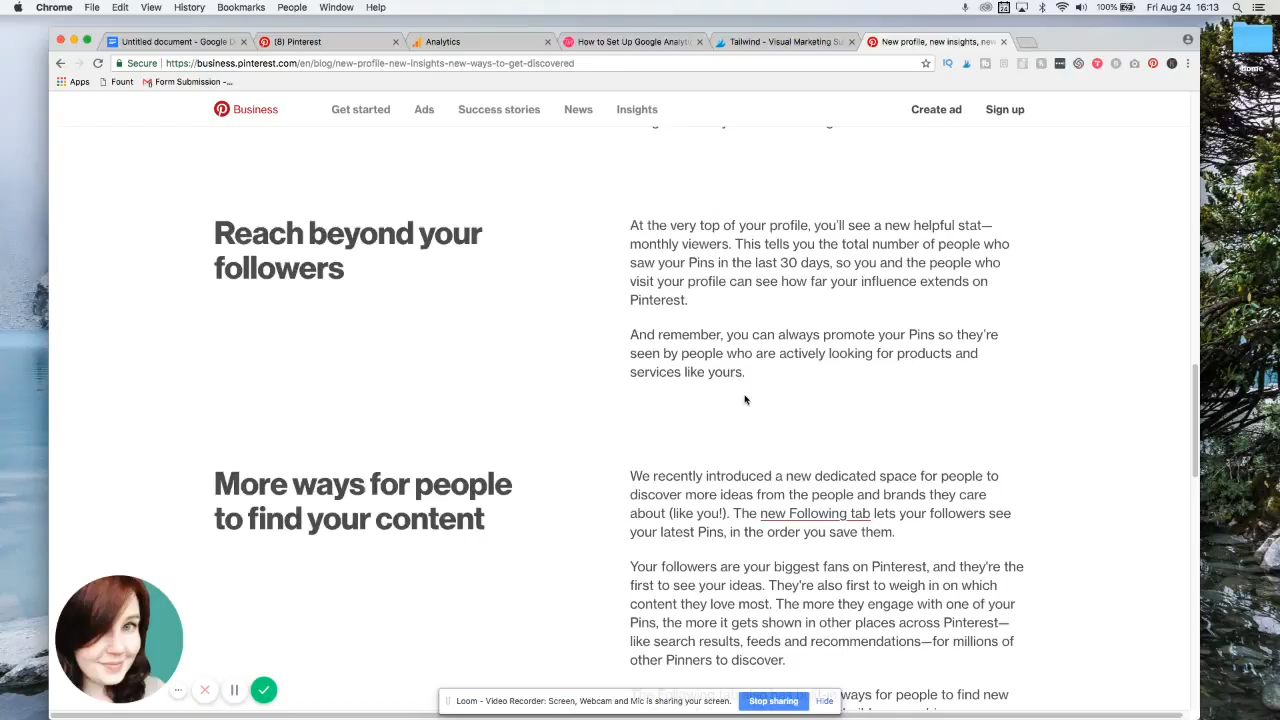 Chrome File Edit View History Bookmarks People Window Help
100% Fri Aug 24 16:13
Untitled document - Google D
(8) Pinterest
Analytics
How to Set Up Google Analytic
Tailwind - Visual Marketing Su
New profile, new insights, new
Secure https://business.pinterest.com/en/blog/new-profile-new-insights-new-ways-to-get-discovered
Apps Fount Form Submission -...
Home
Business Get started Ads Success stories News Insights Create ad Sign up
Reach beyond your
followers
At the very top of your profile, you'll see a new helpful stat—
monthly viewers. This tells you the total number of people who
saw your Pins in the last 30 days, so you and the people who
visit your profile can see how far your influence extends on
Pinterest.
And remember, you can always promote your Pins so they're
seen by people who are actively looking for products and
services like yours.
More ways for people
to find your content
We recently introduced a new dedicated space for people to
discover more ideas from the people and brands they care
about (like you!). The new Following tab lets your followers see
your latest Pins, in the order you save them.
Your followers are your biggest fans on Pinterest, and they're the
first to see your ideas. They're also first to weigh in on which
content they love most. The more they engage with one of your
Pins, the more it gets shown in other places across Pinterest—
like search results, feeds and recommendations—for millions of
other Pinners to discover.
ways for people to find new
Loom - Video Recorder: Screen, Webcam and Mic is sharing your screen. Stop sharing Hide